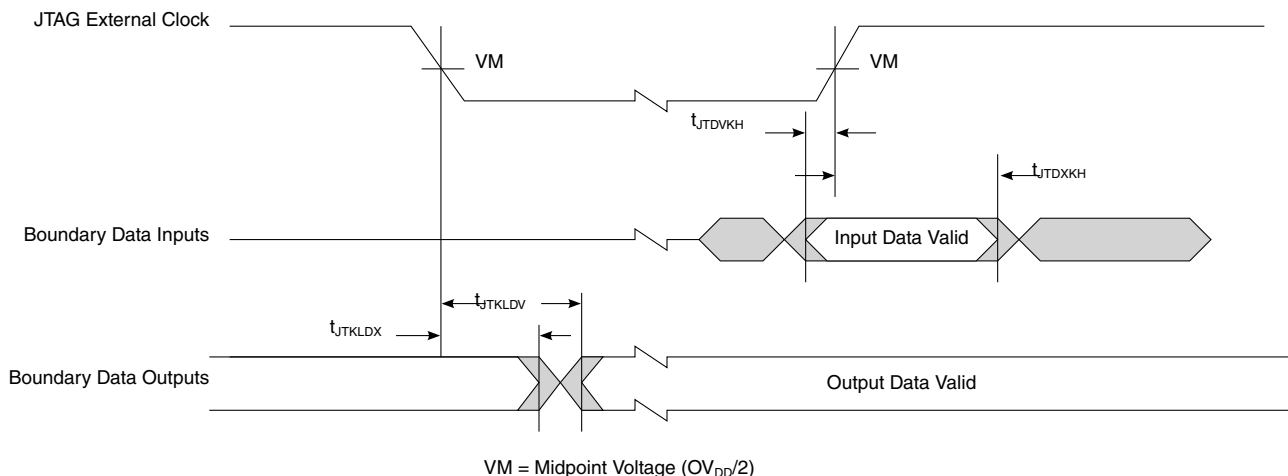 JTAG External Clock
VM
VM
tJTDVKH
tJTDXKH
Boundary Data Inputs
Input Data Valid
tJTKLDV
tJTKLDX
Boundary Data Outputs
Output Data Valid
VM = Midpoint Voltage (OVDD/2)